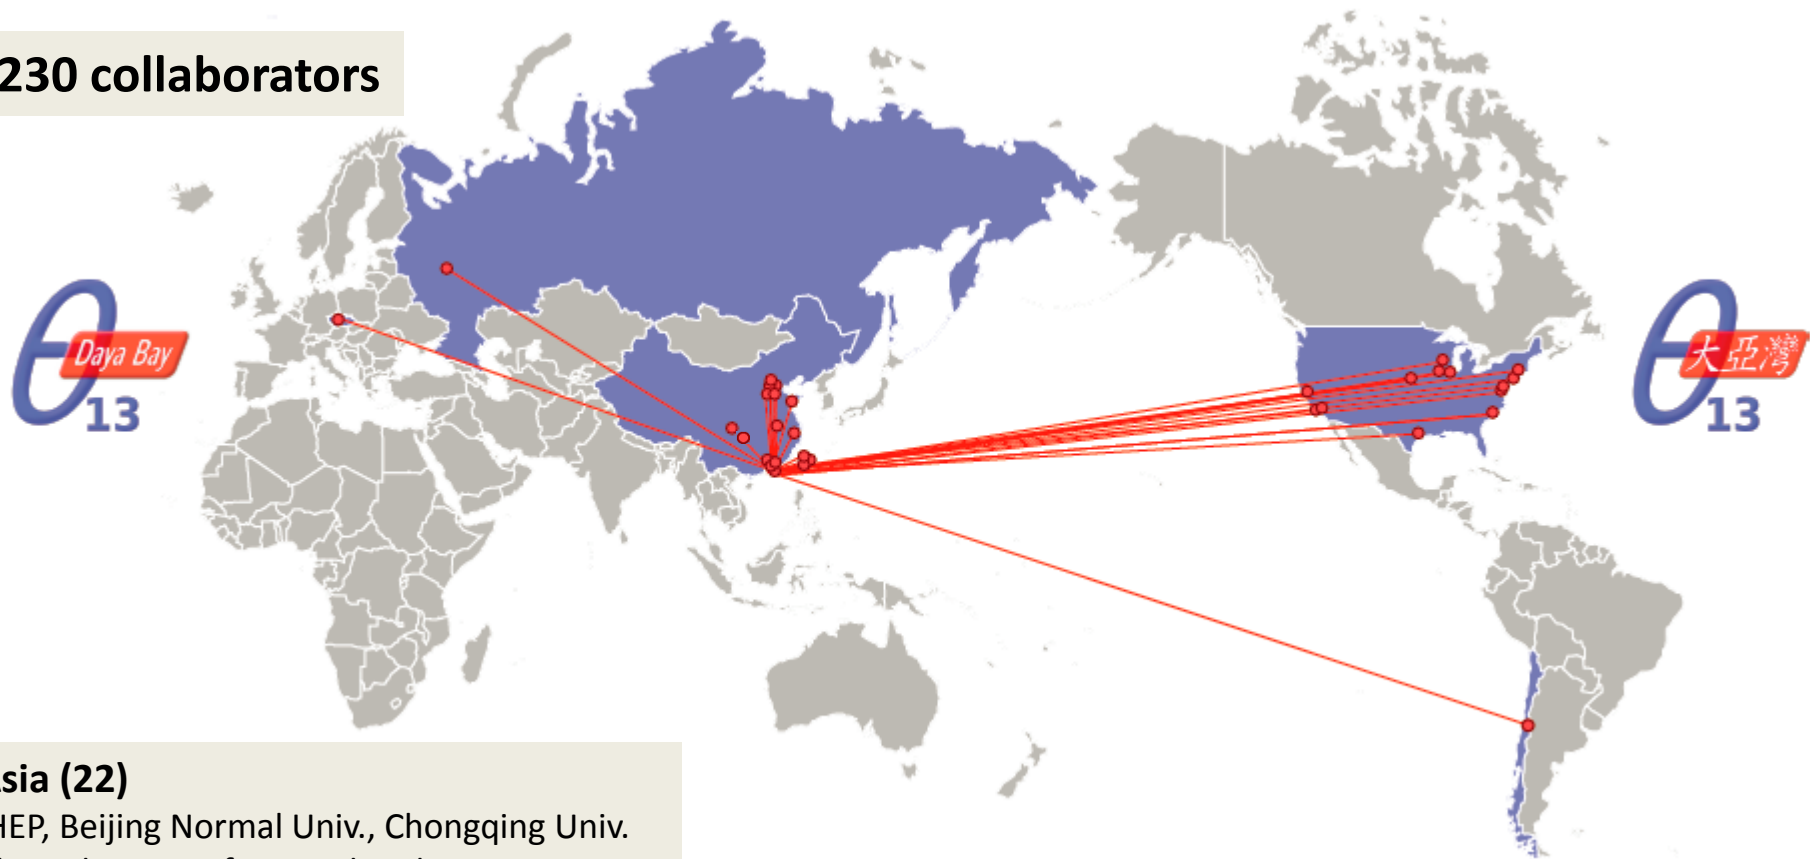 230 collaborators
θ
Daya Bay
13
θ
大亞灣
13
sia (22)
HEP, Beijing Normal Univ., Chongqing Univ.